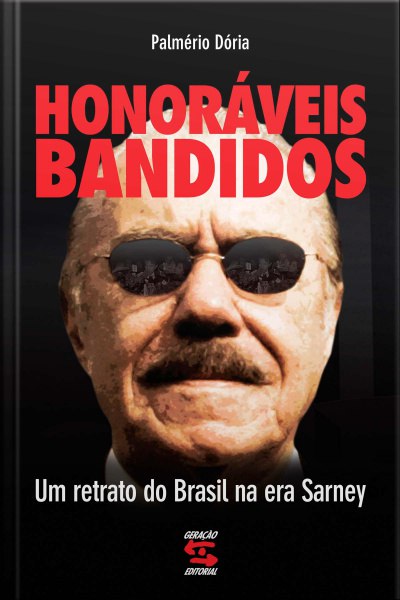 Palmério Dória
HONORÁVEIS
BANDIDOS
Um retrato do Brasil na era Sarney
GERAÇÃO
EDITORIAL